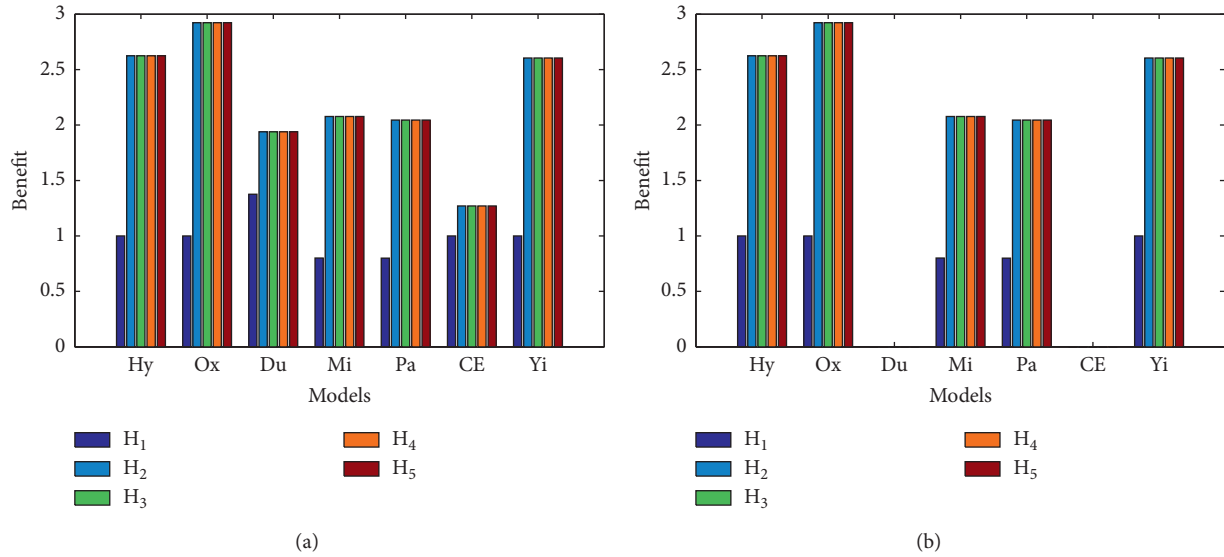 3
2.5
2
1.5
1
0.5
0
Benefit
Hy Ox Du Mi Pa CE Yi
Models
H1 H4
H2 H5
H3
(a)
3
2.5
2
1.5
1
0.5
0
Benefit
Hy Ox Du Mi Pa CE Yi
Models
H1 H4
H2 H5
H3
(b)